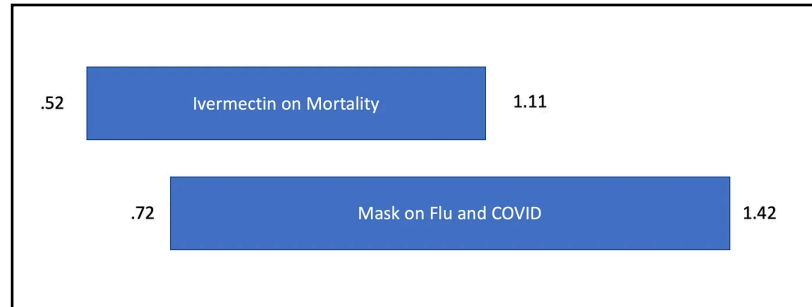 .52 Ivermectin on Mortality 1.11
.72 Mask on Flu and COVID 1.42